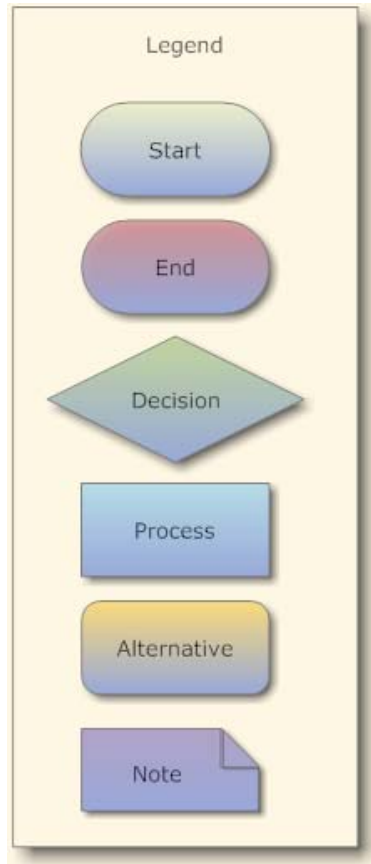 Legend
Start
End
Decision
Process
Alternative
Note